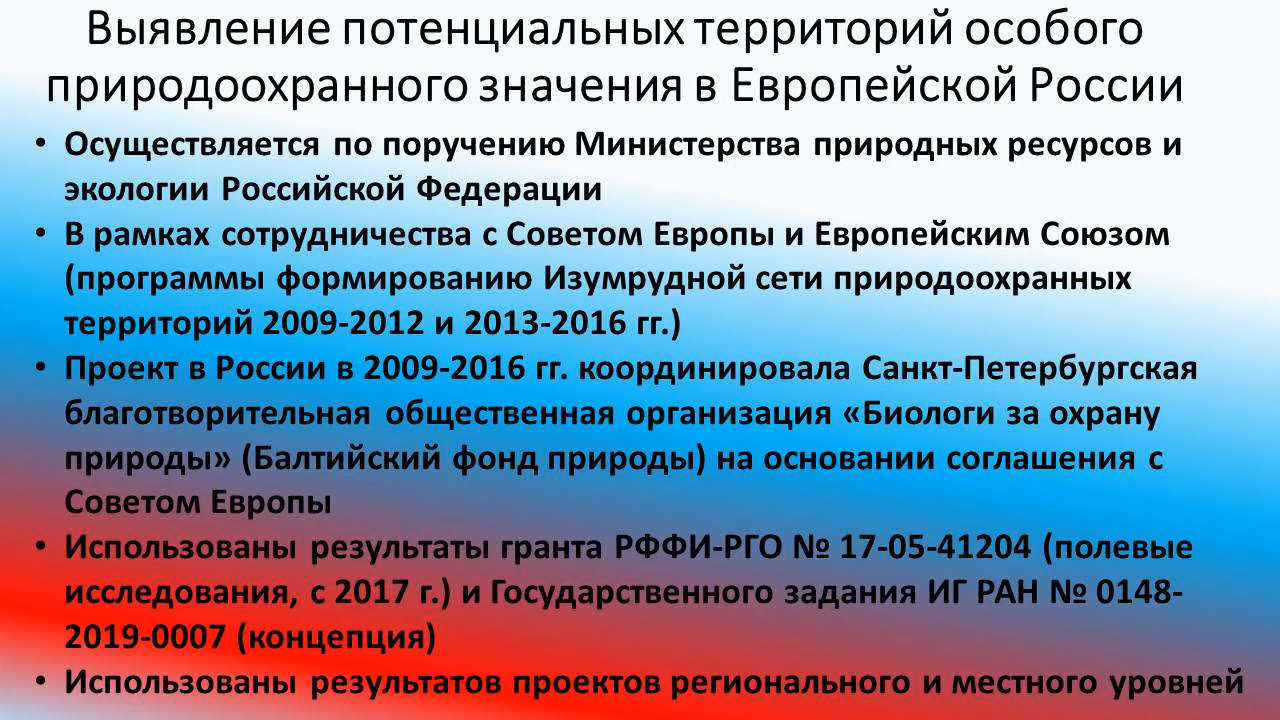 Выявление потенциальных территорий особого
природоохранного значения в Европейской России
• Осуществляется по поручению Министерства природных ресурсов и
экологии Российской Федерации
• В рамках сотрудничества с Советом Европы и Европейским Союзом
(программы формированию Изумрудной сети природоохранных
территорий 2009-2012 и 2013-2016 гг.)
• Проект в России в 2009-2016 гг. координировала Санкт-Петербургская
благотворительная общественная организация «Биологи за охрану
природы» (Балтийский фонд природы) на основании соглашения с
Советом Европы
• Использованы результаты гранта РФФИ-РГО № 17-05-41204 (полевые
исследования, с 2017 г.) и Государственного задания ИГ РАН № 0148-
2019-0007 (концепция)
• Использованы результатов проектов регионального и местного уровней